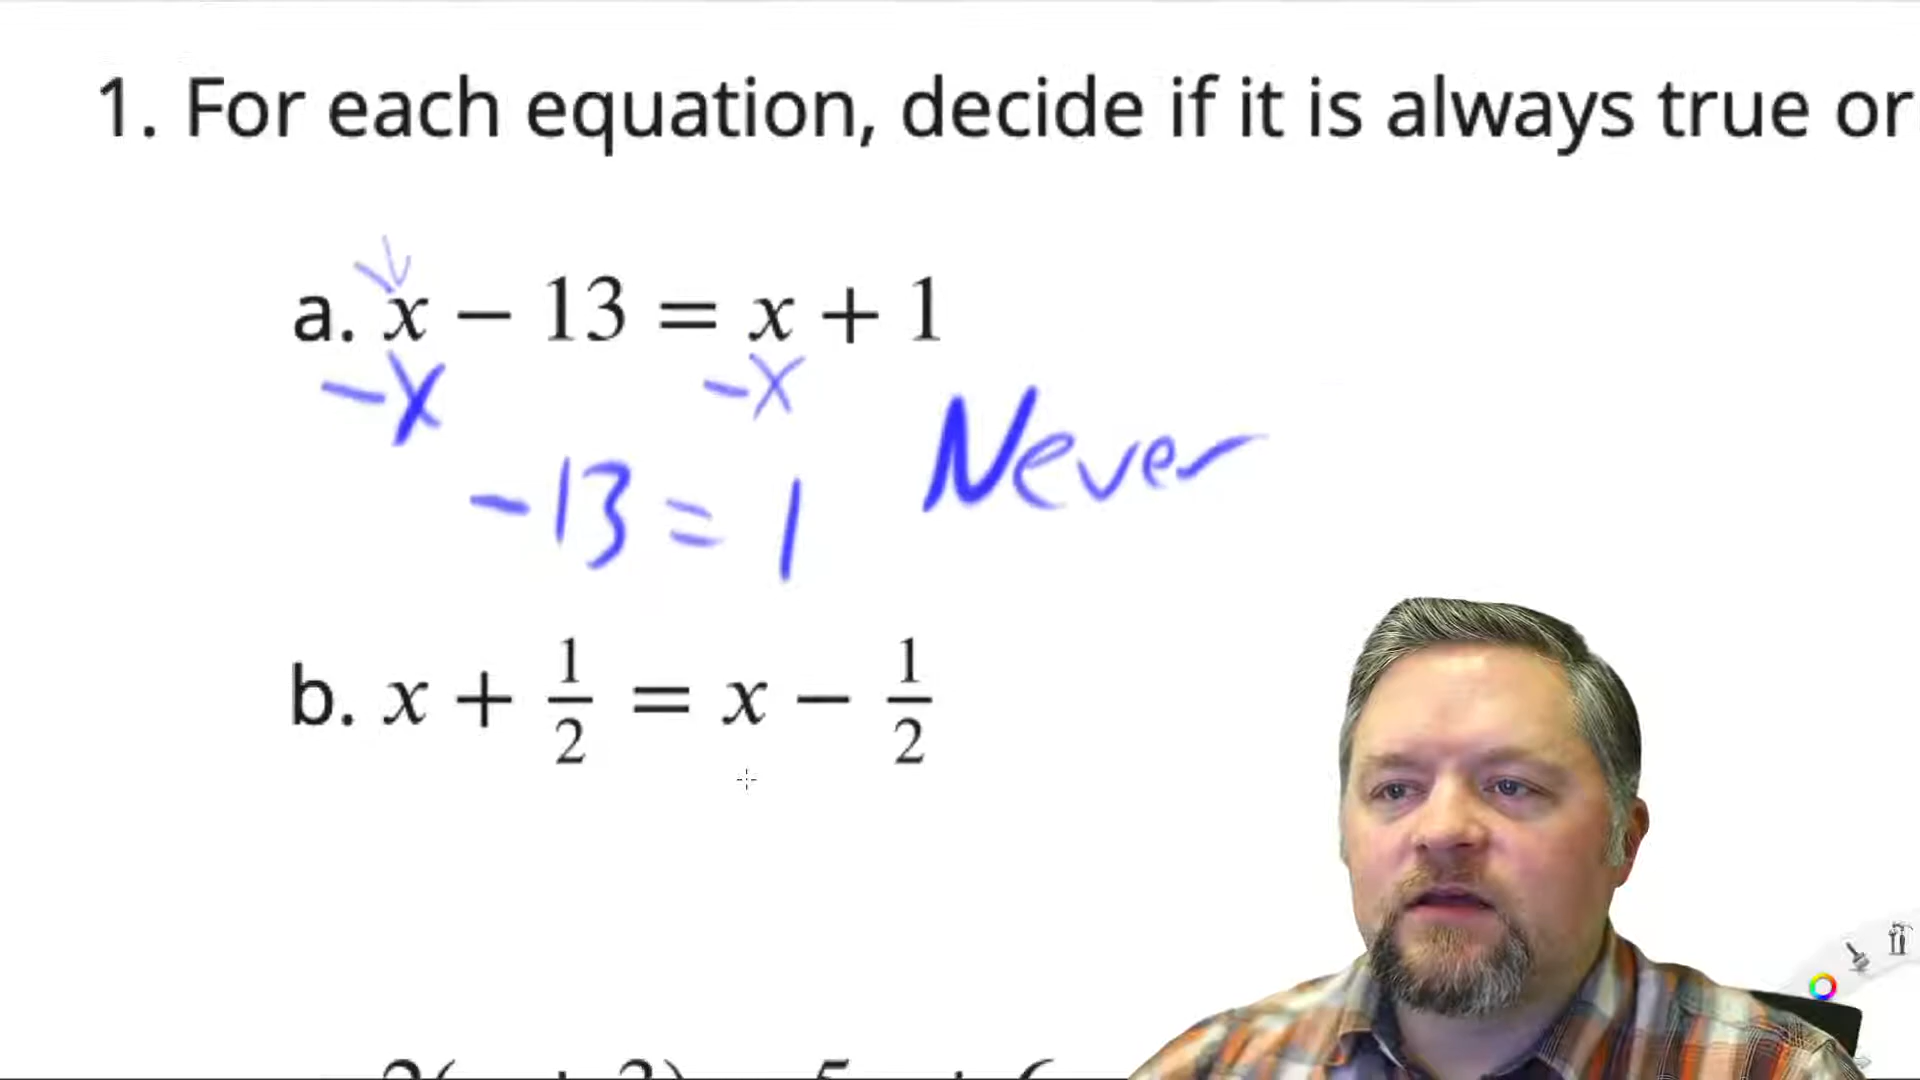 1. For each equation, decide if it is always true or
a. x − 13 = x + 1
-x -x
-13 = 1 Never
b. x + 1/2 = x − 1/2